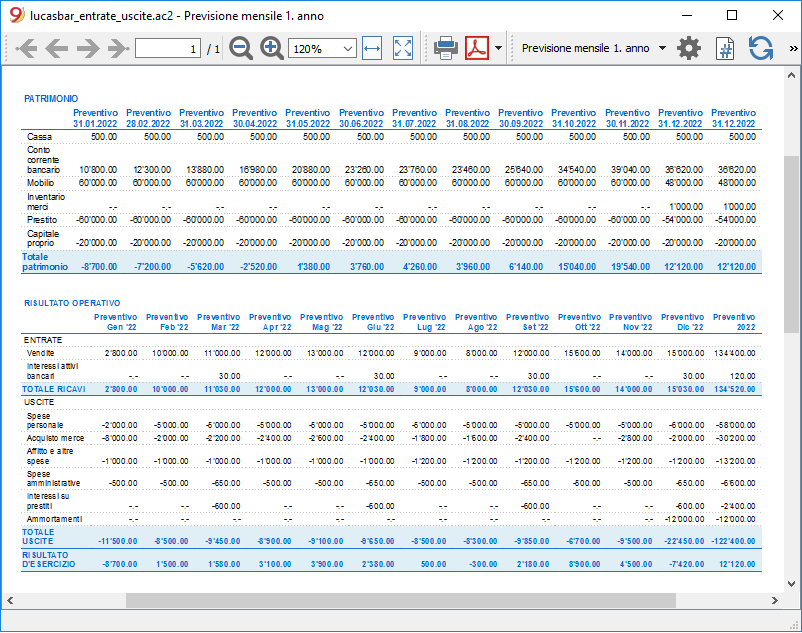 lucasbar_entrate_uscite.ac2 - Previsione mensile 1. anno
1 / 1 120% Previsione mensile 1. anno »
PATRIMONIO
Preventivo Preventivo Preventivo Preventivo Preventivo Preventivo Preventivo Preventivo Preventivo Preventivo Preventivo Preventivo Preventivo
31.01.2022 28.02.2022 31.03.2022 30.04.2022 31.05.2022 30.06.2022 31.07.2022 31.08.2022 30.09.2022 31.10.2022 30.11.2022 31.12.2022 31.12.2022
Cassa 500.00 500.00 500.00 500.00 500.00 500.00 500.00 500.00 500.00 500.00 500.00 500.00 500.00
Conto
corrente
bancario 10'800.00 12'300.00 13'880.00 16'980.00 20'880.00 23'260.00 23'760.00 23'460.00 25'640.00 34'540.00 39'040.00 36'620.00 36'620.00
Mobilio 60'000.00 60'000.00 60'000.00 60'000.00 60'000.00 60'000.00 60'000.00 60'000.00 60'000.00 60'000.00 60'000.00 48'000.00 48'000.00
Inventario
merci -.- -.- -.- -.- -.- -.- -.- -.- -.- -.- -.- 1'000.00 1'000.00
Prestito -60'000.00 -60'000.00 -60'000.00 -60'000.00 -60'000.00 -60'000.00 -60'000.00 -60'000.00 -60'000.00 -60'000.00 -60'000.00 -54'000.00 -54'000.00
Capitale
proprio -20'000.00 -20'000.00 -20'000.00 -20'000.00 -20'000.00 -20'000.00 -20'000.00 -20'000.00 -20'000.00 -20'000.00 -20'000.00 -20'000.00 -20'000.00
Totale
patrimonio -8'700.00 -7'200.00 -5'620.00 -2'520.00 1'380.00 3'760.00 4'260.00 3'960.00 6'140.00 15'040.00 19'540.00 12'120.00 12'120.00
RISULTATO OPERATIVO
Preventivo Preventivo Preventivo Preventivo Preventivo Preventivo Preventivo Preventivo Preventivo Preventivo Preventivo Preventivo Preventivo
Gen '22 Feb '22 Mar '22 Apr '22 Mag '22 Giu '22 Lug '22 Ago '22 Set '22 Ott '22 Nov '22 Dic '22 2022
ENTRATE
Vendite 2'800.00 10'000.00 11'000.00 12'000.00 13'000.00 12'000.00 9'000.00 8'000.00 12'000.00 15'600.00 14'000.00 15'000.00 134'400.00
Interessi attivi
bancari -.- -.- 30.00 -.- -.- 30.00 -.- -.- 30.00 -.- -.- 30.00 120.00
TOTALE RICAVI 2'800.00 10'000.00 11'030.00 12'000.00 13'000.00 12'030.00 9'000.00 8'000.00 12'030.00 15'600.00 14'000.00 15'030.00 134'520.00
USCITE
Spese
personale -2'000.00 -5'000.00 -6'000.00 -5'000.00 -5'000.00 -5'000.00 -5'000.00 -5'000.00 -5'000.00 -5'000.00 -5'000.00 -6'000.00 -58'000.00
Acquisto merce -8'000.00 -2'000.00 -2'200.00 -2'400.00 -2'600.00 -2'400.00 -1'800.00 -1'600.00 -2'400.00 -.- -2'800.00 -2'000.00 -30'200.00
Affitto e altre
spese -1'000.00 -1'000.00 -1'000.00 -1'000.00 -1'000.00 -1'000.00 -1'200.00 -1'200.00 -1'200.00 -1'200.00 -1'200.00 -1'200.00 -13'200.00
Spese
amministrative -500.00 -500.00 -650.00 -500.00 -500.00 -650.00 -500.00 -500.00 -650.00 -500.00 -500.00 -650.00 -6'600.00
Interessi su
prestiti -.- -.- -600.00 -.- -.- -600.00 -.- -.- -600.00 -.- -.- -600.00 -2'400.00
Ammortamenti -.- -.- -.- -.- -.- -.- -.- -.- -.- -.- -.- -12'000.00 -12'000.00
TOTALE
USCITE -11'500.00 -8'500.00 -9'450.00 -8'900.00 -9'100.00 -9'650.00 -8'500.00 -8'300.00 -9'850.00 -6'700.00 -9'500.00 -22'450.00 -122'400.00
RISULTATO
D'ESERCIZIO -8'700.00 1'500.00 1'580.00 3'100.00 3'900.00 2'380.00 500.00 -300.00 2'180.00 8'900.00 4'500.00 -7'420.00 12'120.00